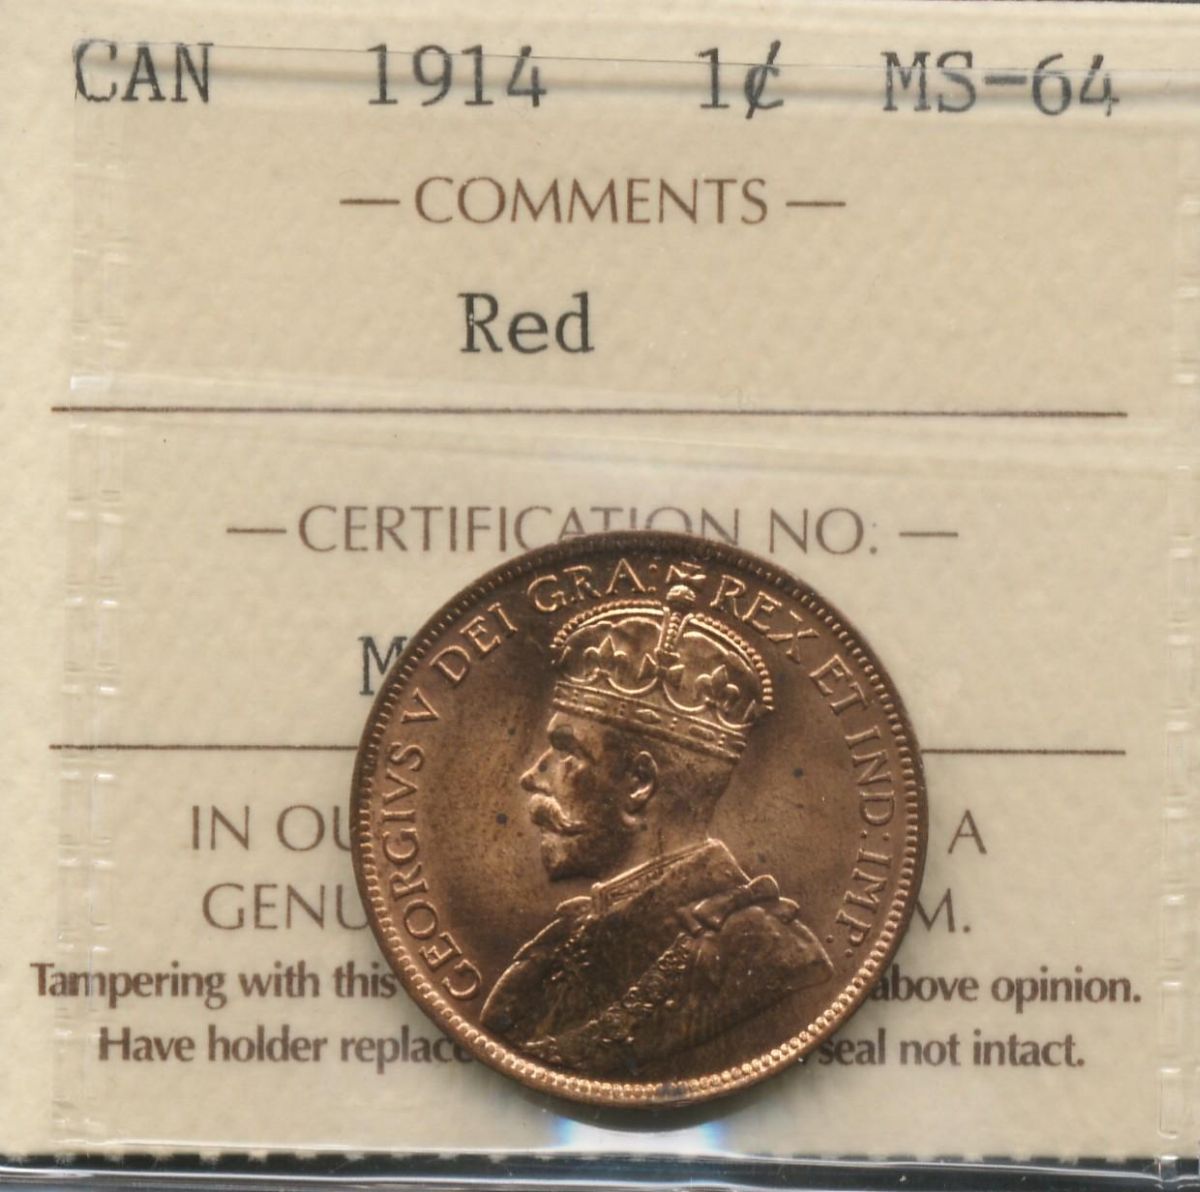 CAN 1914 1¢ MS-64
— COMMENTS —
Red
— CERTIFICATION NO: —
M
GEORGIVS V DEI GRA: REX ET IND: IMP:
IN OU A
GENU M.
Tampering with this above opinion.
Have holder replac seal not intact.